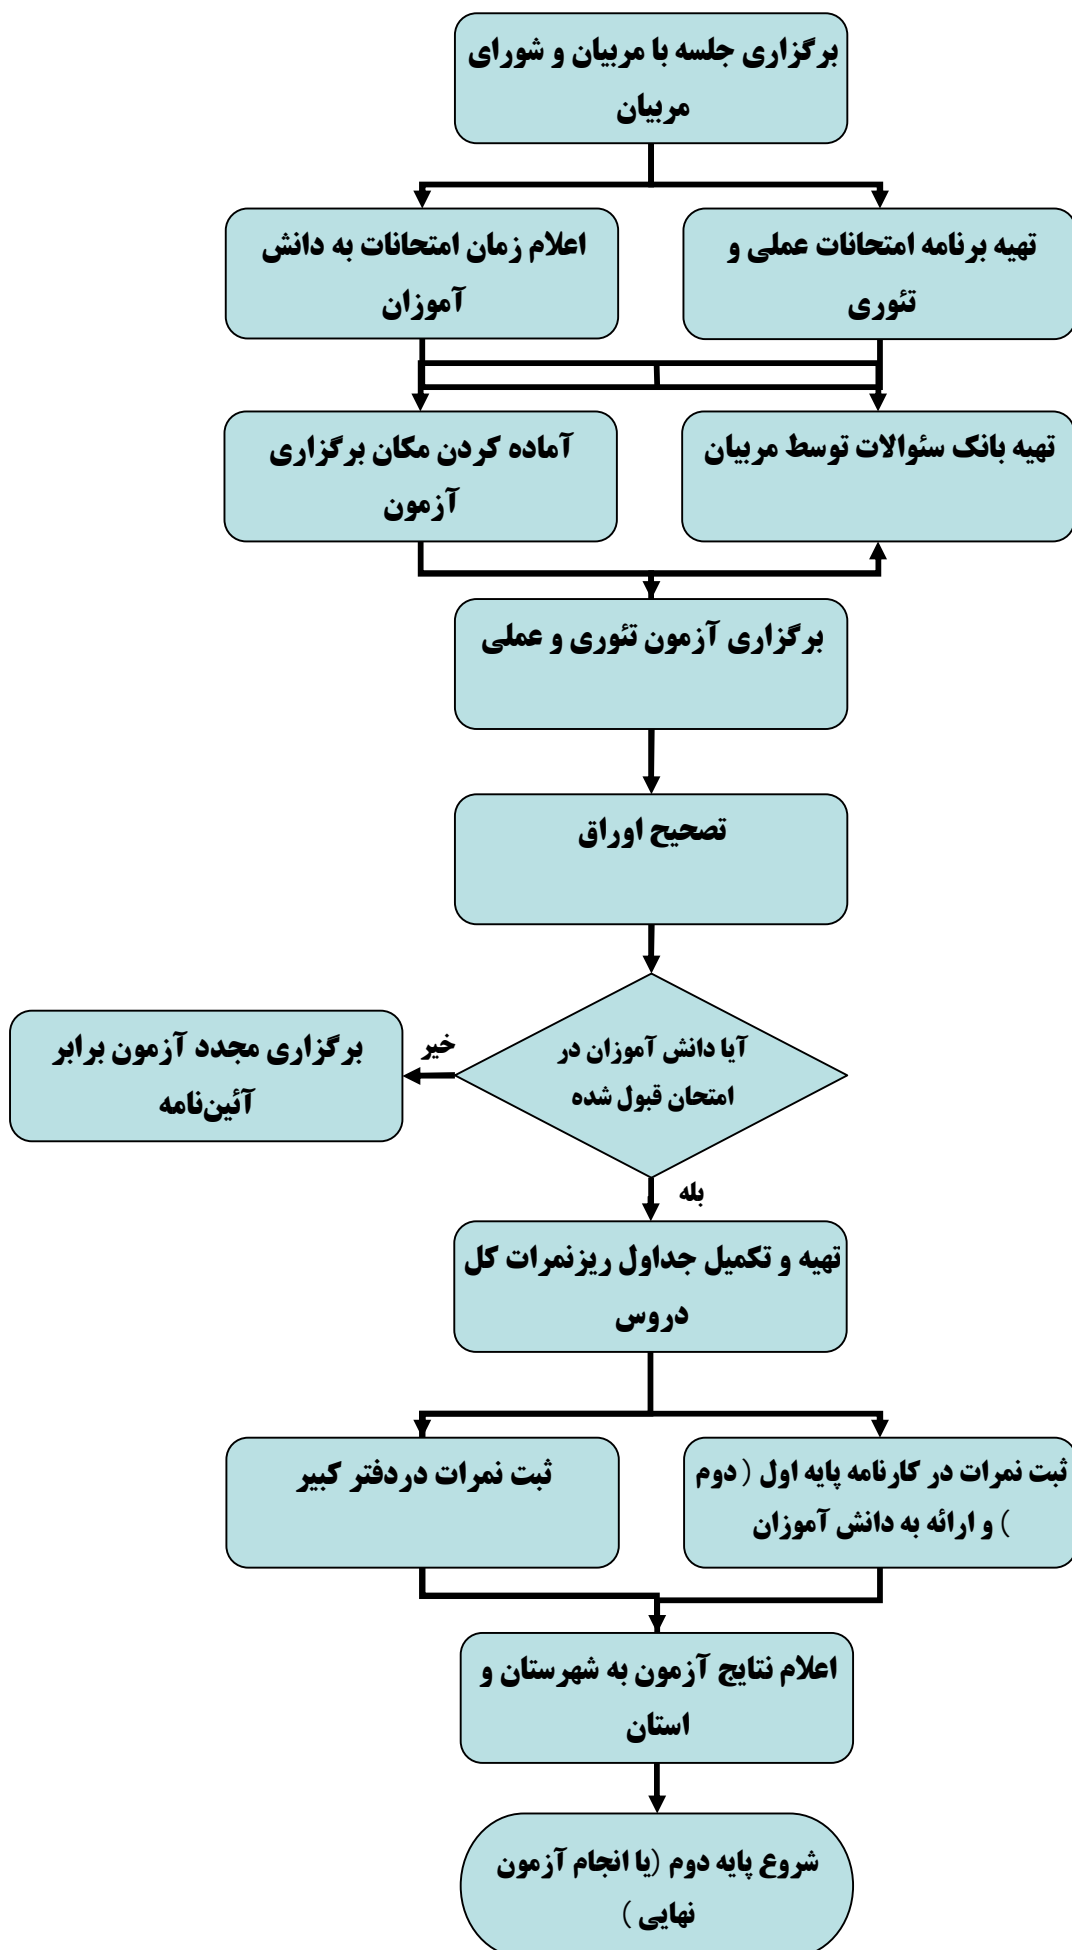 برگزاری جلسه با مربیان و شورای
مربیان
تهیه برنامه امتحانات عملی و
تئوری
اعلام زمان امتحانات به دانش
آموزان
تهیه بانک سئوالات توسط مربیان
آماده کردن مکان برگزاری
آزمون
برگزاری آزمون تئوری و عملی
تصحیح اوراق
آیا دانش آموزان در
امتحان قبول شده
خیر
برگزاری مجدد آزمون برابر
آئین‌نامه
بله
تهیه و تکمیل جداول ریزنمرات کل
دروس
ثبت نمرات در کارنامه پایه اول ( دوم
) و ارائه به دانش آموزان
ثبت نمرات دردفتر کبیر
اعلام نتایج آزمون به شهرستان و
استان
شروع پایه دوم (یا انجام آزمون
نهایی )